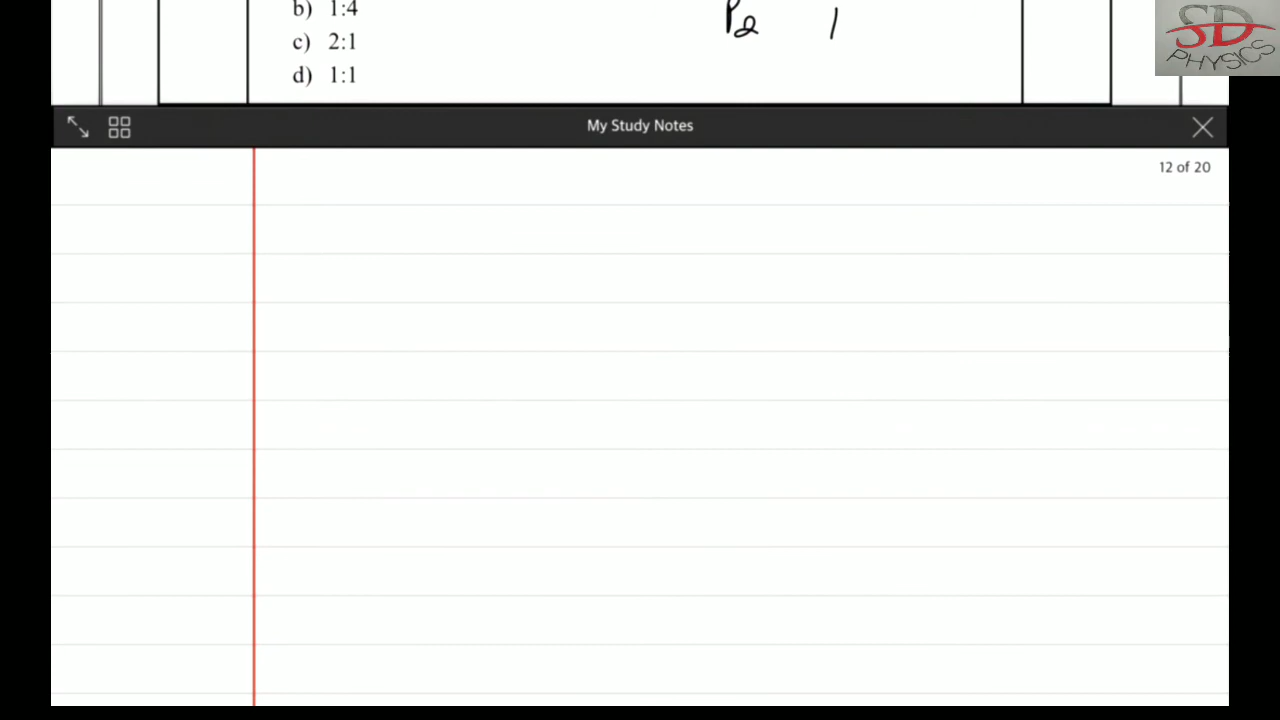 b) 1:4
P2 1
c) 2:1
d) 1:1
SD
PHYSICS
My Study Notes
12 of 20